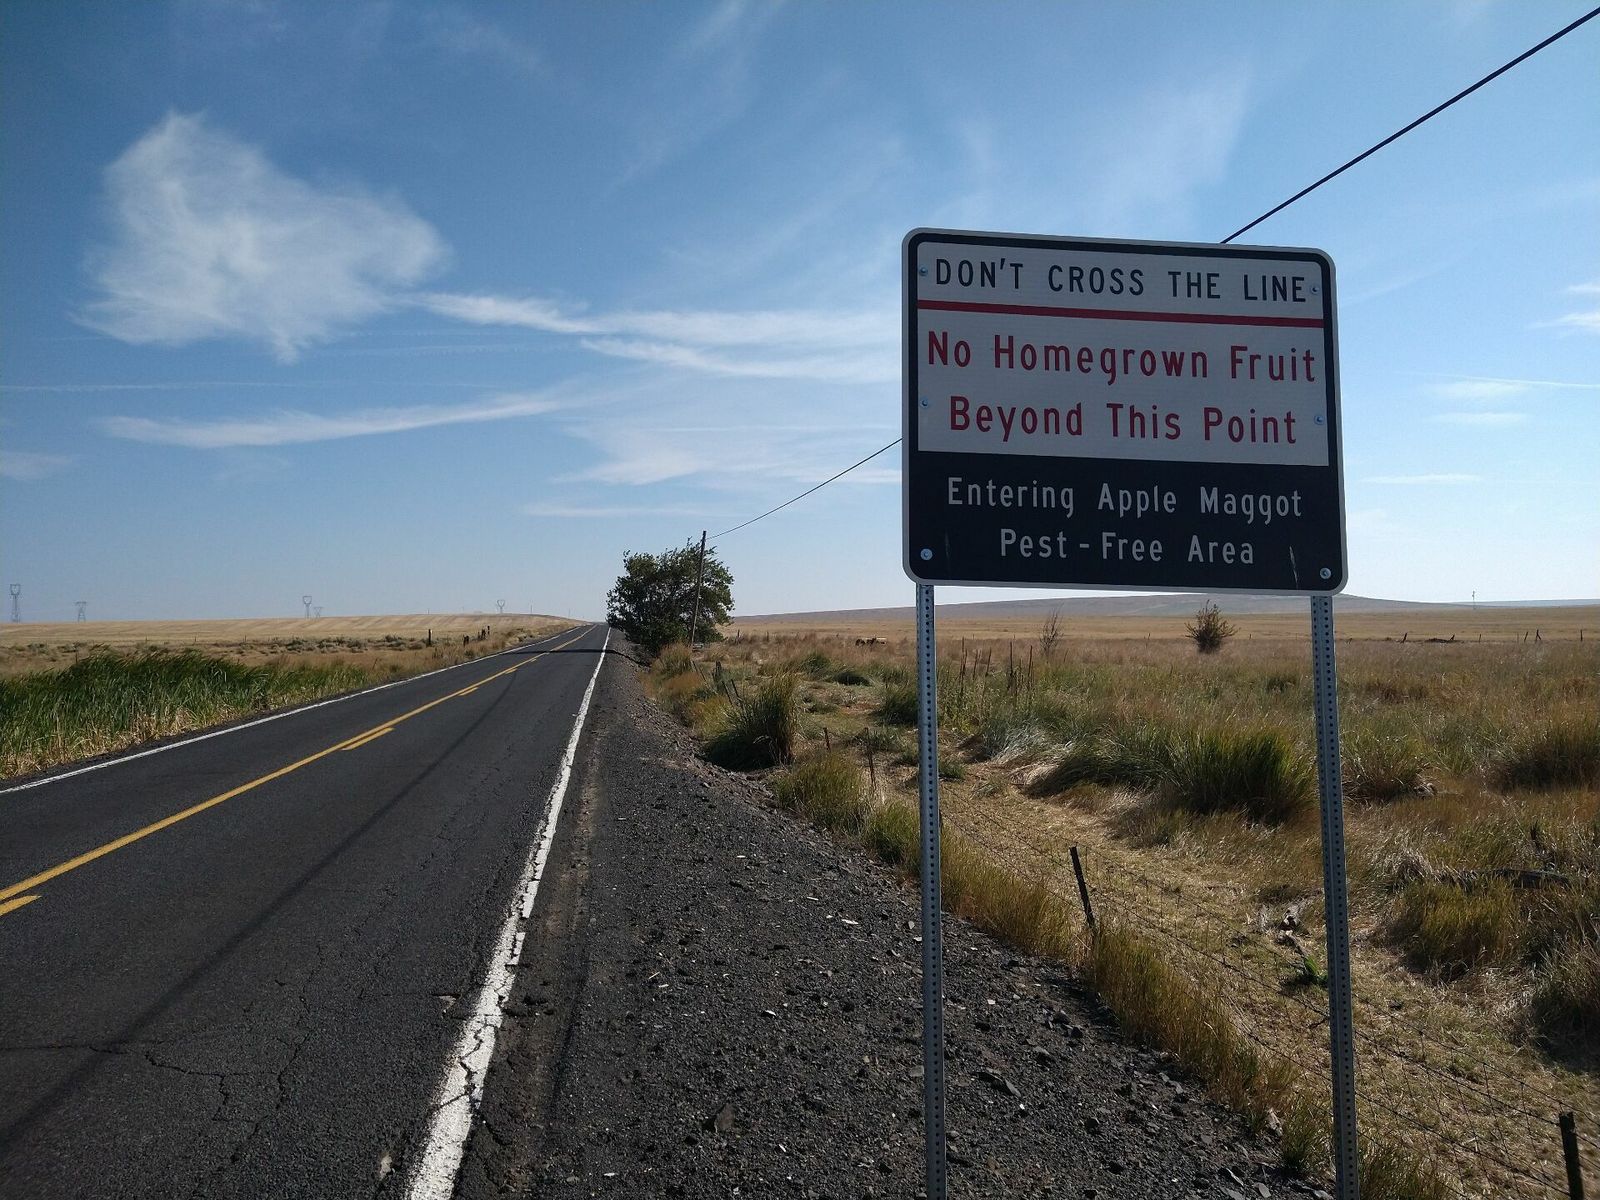 DON'T CROSS THE LINE
No Homegrown Fruit
Beyond This Point
Entering Apple Maggot
Pest-Free Area